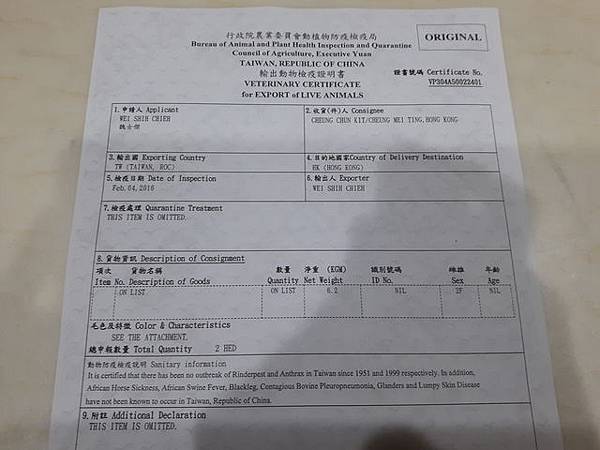 行政院農業委員會動植物防疫檢疫局
Bureau of Animal and Plant Health Inspection and Quarantine
Council of Agriculture, Executive Yuan
TAIWAN, REPUBLIC OF CHINA
輸出動物檢疫證明書
VETERINARY CERTIFICATE
for EXPORT of LIVE ANIMALS
ORIGINAL
證書號碼 Certificate No.
VP304A50022401
1.申請人 Applicant
WEI SHIH CHIEH
魏士傑
2.收貨(件)人 Consignee
CHEUNG CHUN KIT/CHEUNG MEI TING,HONG KONG
3.輸出國 Exporting Country
TW (TAIWAN, ROC)
4.目的地國家Country of Delivery Destination
HK (HONG KONG)
5.檢疫日期 Date of Inspection
Feb.04,2016
6.輸出人 Exporter
WEI SHIH CHIEH
7.檢疫處理 Quarantine Treatment
THIS ITEM IS OMITTED.
8.貨物資訊 Description of Consignment
項次 貨物名稱 數量 淨重 (KGM) 識別號碼 雌雄 年齡
Item No. Description of Goods Quantity Net Weight ID No. Sex Age
ON LIST ON LIST 6.2 NIL 2F NIL
毛色及特徵 Color & Characteristics
SEE THE ATTACHMENT.
總申報數量 Total Quantity 2 HED
動物防疫檢疫說明 Sanitary information
It is certified that there has been no outbreak of Rinderpest and Anthrax in Taiwan since 1951 and 1999 respectively. In addition,
African Horse Sickness, African Swine Fever, Blackleg, Contagious Bovine Pleuropneumonia, Glanders and Lumpy Skin Disease
have not been known to occur in Taiwan, Republic of China.
9.附註 Additional Declaration
THIS ITEM IS OMITTED.